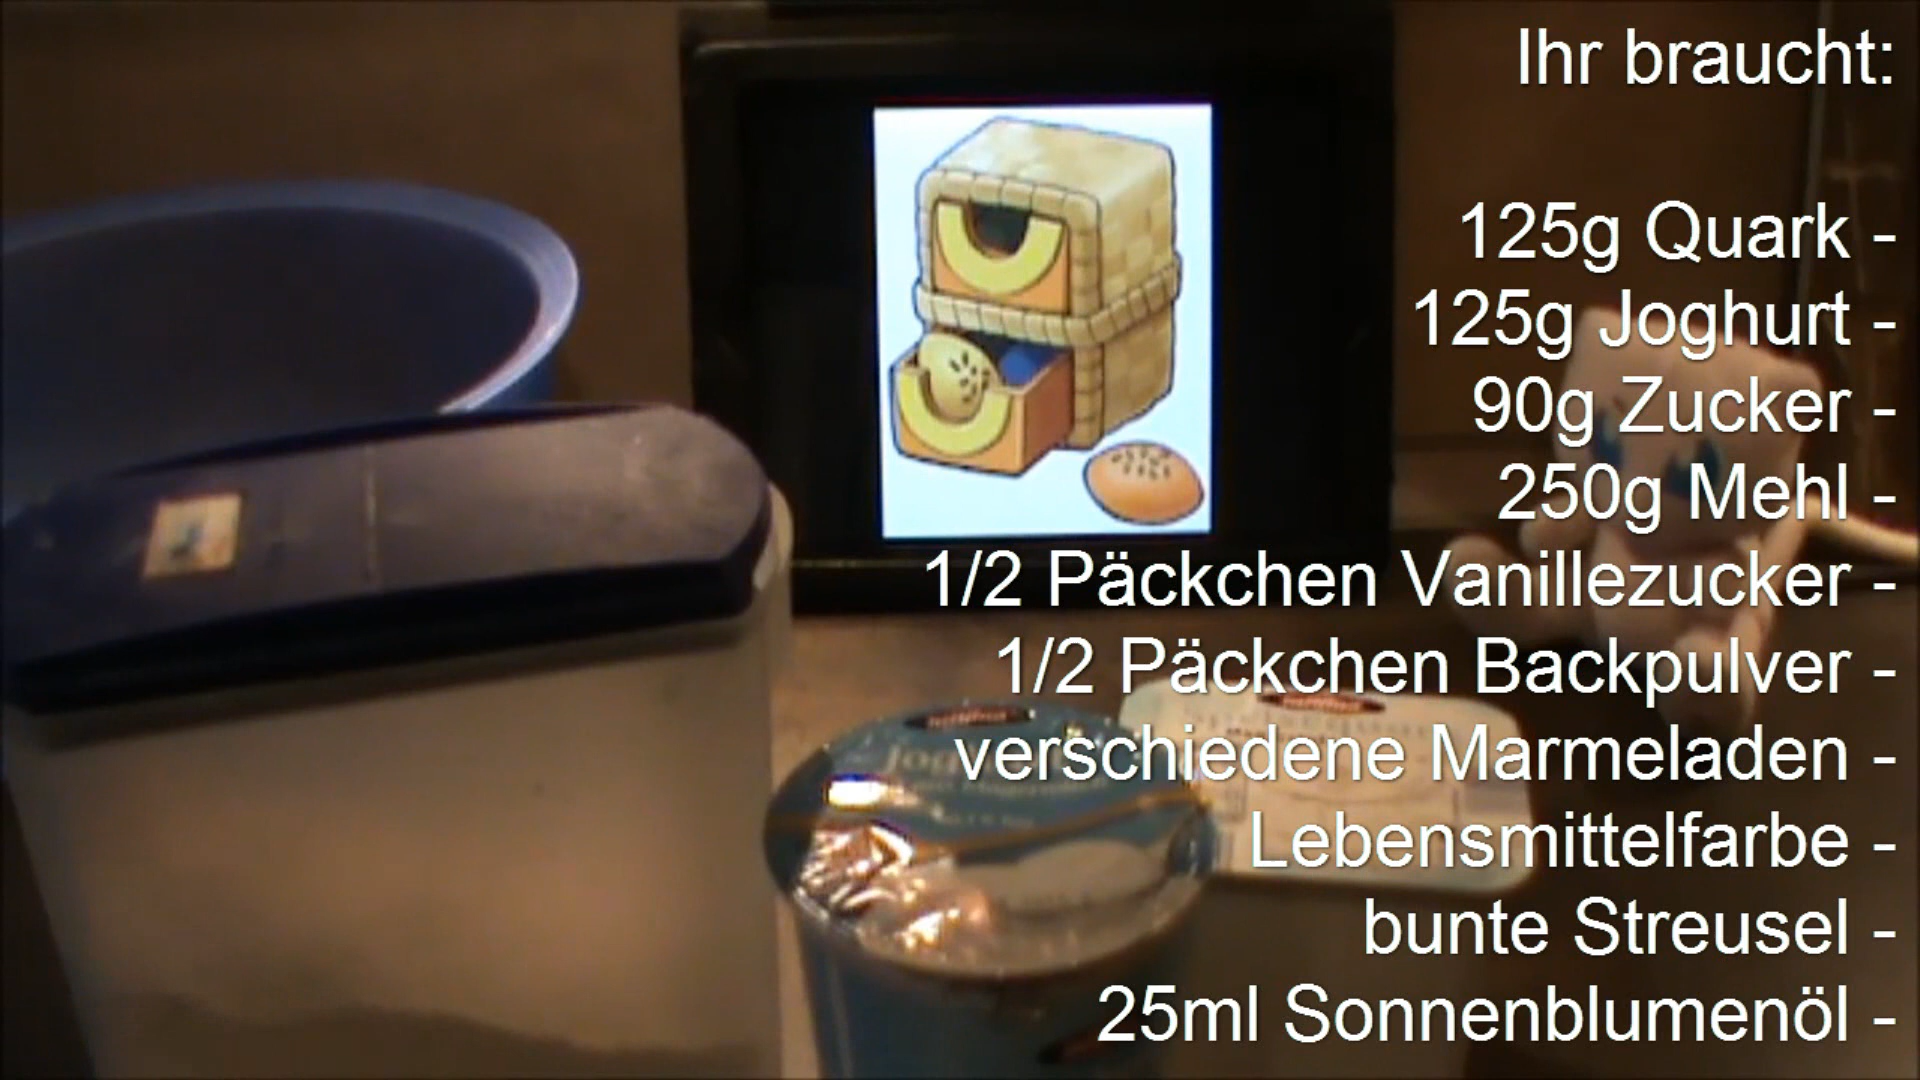 Ihr braucht:
125g Quark -
125g Joghurt -
90g Zucker -
250g Mehl -
1/2 Päckchen Vanillezucker -
1/2 Päckchen Backpulver -
verschiedene Marmeladen -
Lebensmittelfarbe -
bunte Streusel -
25ml Sonnenblumenöl -